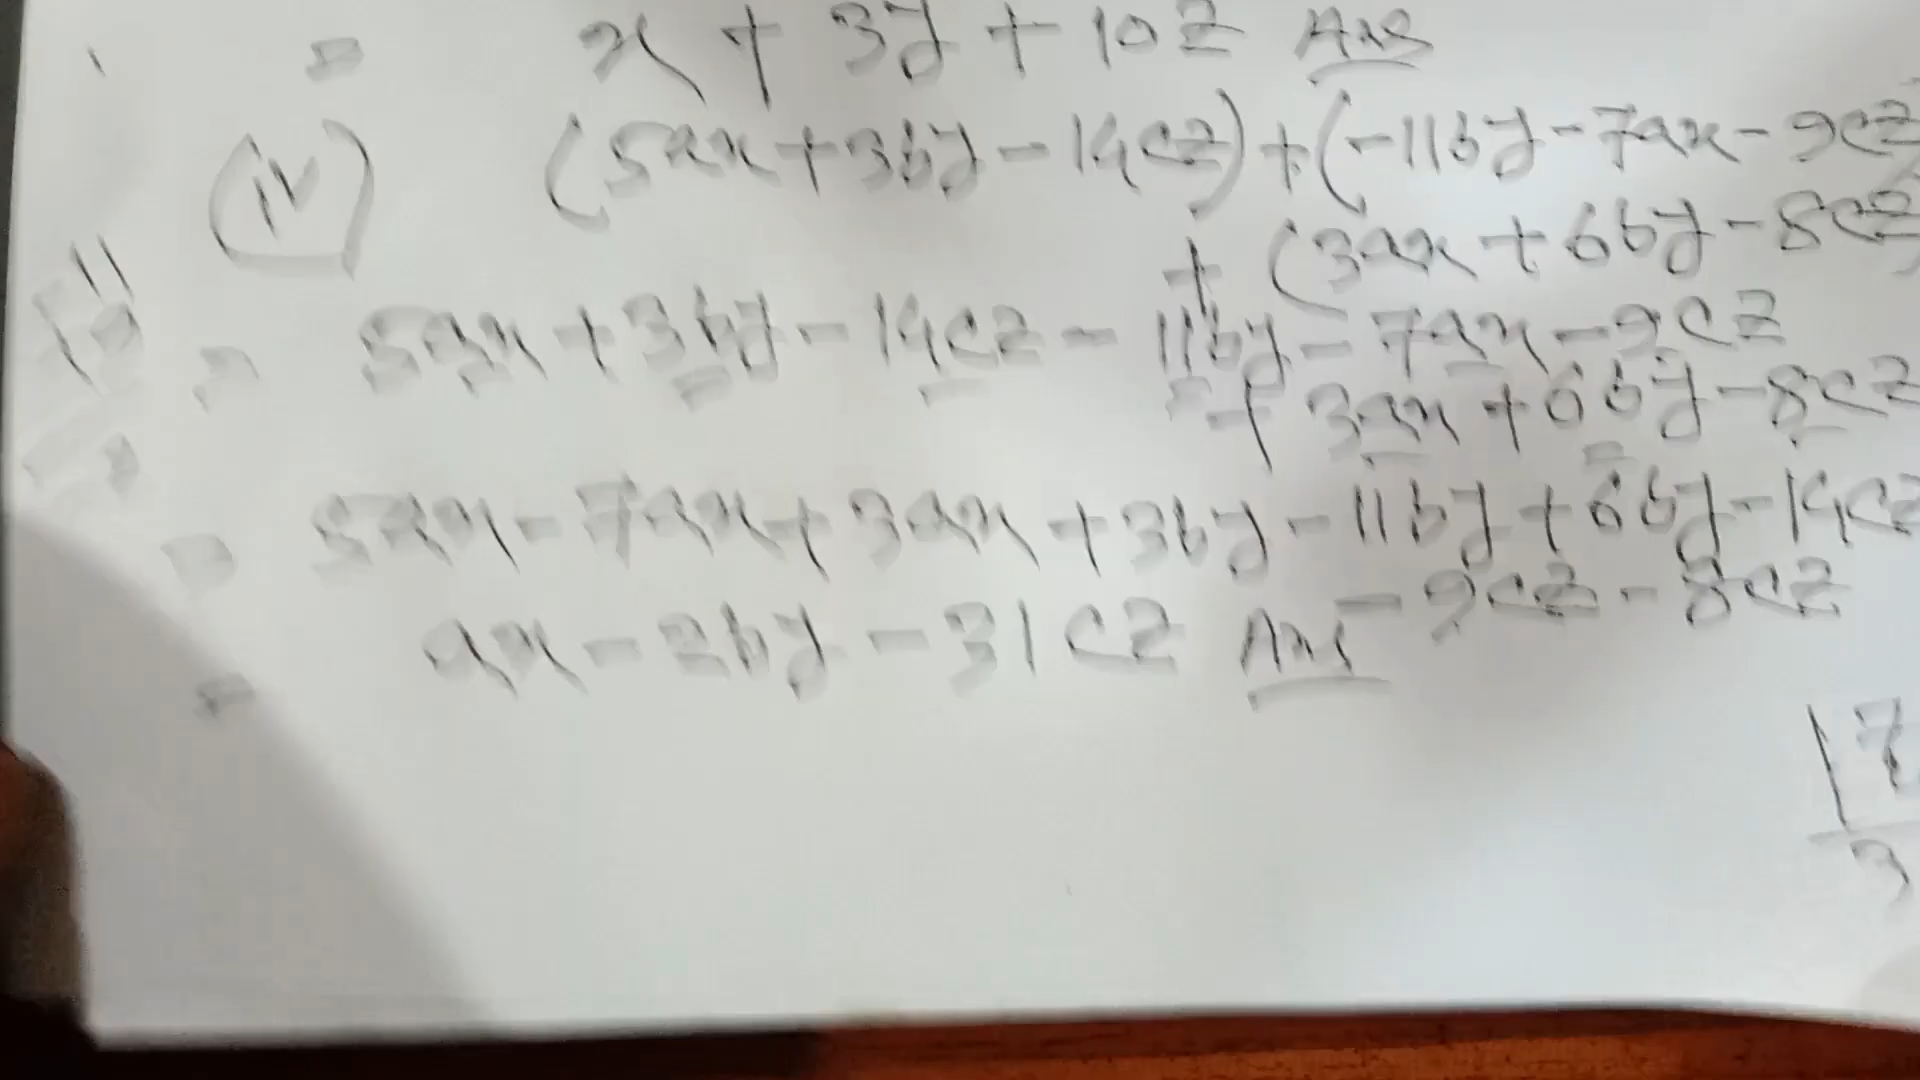 = x + 3y + 10z Ans
(iv) (5ax + 3by - 14cz) + (-11by - 7ax - 9cz)
+ (3ax + 6by - 8cz)
= 5ax + 3by - 14cz - 11by - 7ax - 9cz
+ 3ax + 6by - 8cz
= 5ax - 7ax + 3ax + 3by - 11by + 6by - 14cz
- 9cz - 8cz
= ax - 2by - 31cz Ans